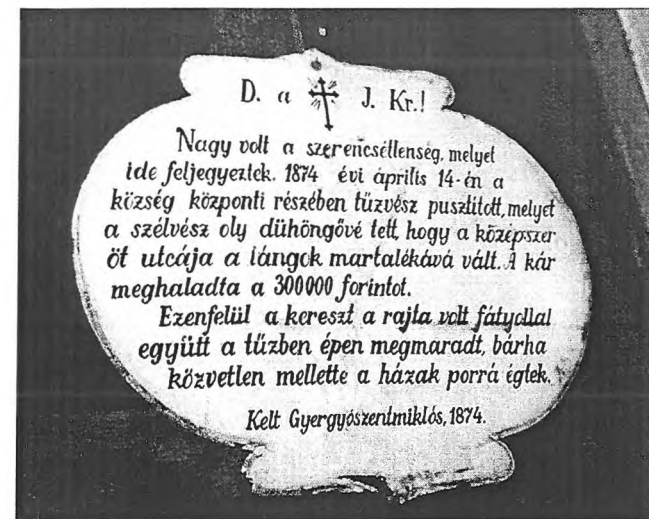 D. a J. Kr.!
Nagy volt a szerencsétlenség, melyet
ide feljegyeztek. 1874 évi április 14-én a
község központi részében tűzvész pusztított, melyet
a szélvész oly dühöngővé tett, hogy a középszer
öt utcája a lángok martalékává vált. A kár
meghaladta a 300000 forintot.
Ezenfelül a kereszt a rajta volt fátyollal
együtt a tűzben épen megmaradt, bárha
közvetlen mellette a házak porrá égtek.
Kelt Gyergyószentmiklós, 1874.